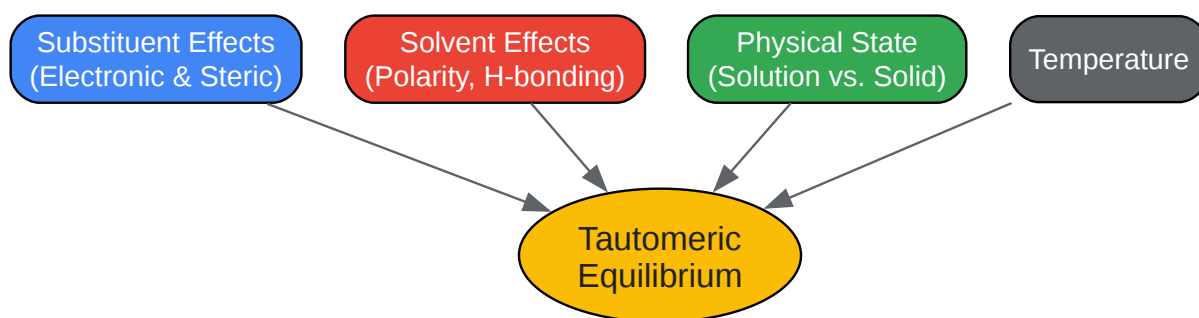 Substituent Effects
(Electronic & Steric)
Solvent Effects
(Polarity, H-bonding)
Physical State
(Solution vs. Solid)
Temperature
Tautomeric
Equilibrium